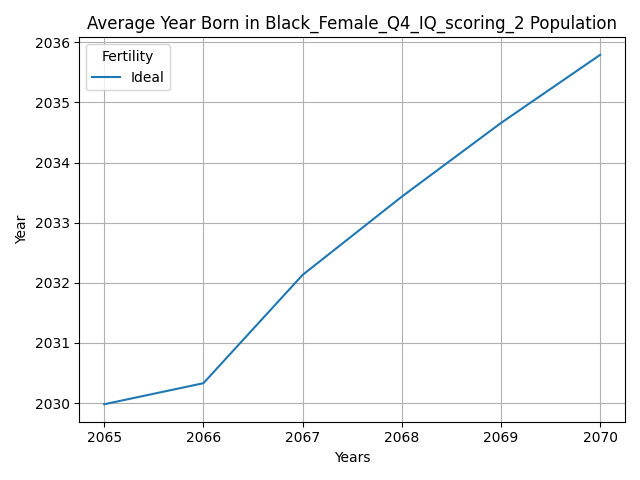 Average Year Born in Black_Female_Q4_IQ_scoring_2 Population
2036
2035
2034
2033
2032
2031
2030
Year
Fertility
Ideal
2065 2066 2067 2068 2069 2070
Years